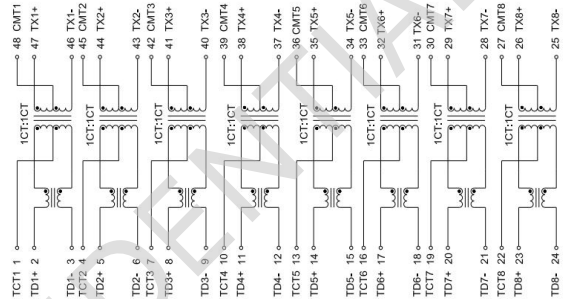 48 CMT1
47 TX1+
46 TX1-
45 CMT2
44 TX2+
43 TX2-
42 CMT3
41 TX3+
40 TX3-
39 CMT4
38 TX4+
37 TX4-
36 CMT5
35 TX5+
34 TX5-
33 CMT6
32 TX6+
31 TX6-
30 CMT7
29 TX7+
28 TX7-
27 CMT8
26 TX8+
25 TX8-
1CT:1CT
1CT:1CT
1CT:1CT
1CT:1CT
1CT:1CT
1CT:1CT
1CT:1CT
1CT:1CT
TCT1 1
TD1+ 2
TD1- 3
TCT2 4
TD2+ 5
TD2- 6
TCT3 7
TD3+ 8
TD3- 9
TCT4 10
TD4+ 11
TD4- 12
TCT5 13
TD5+ 14
TD5- 15
TCT6 16
TD6+ 17
TD6- 18
TCT7 19
TD7+ 20
TD7- 21
TCT8 22
TD8+ 23
TD8- 24